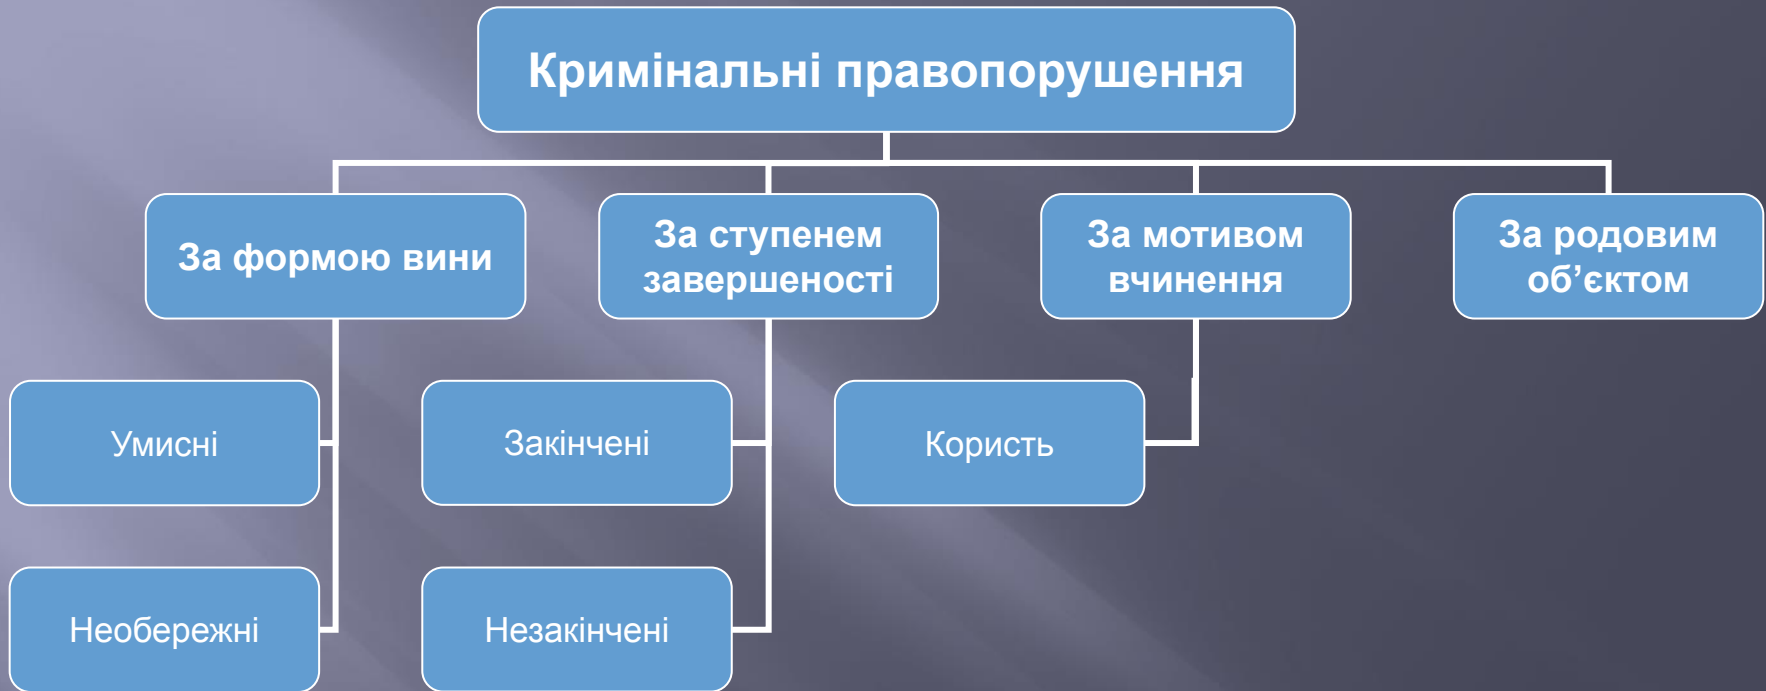 Кримінальні правопорушення
За формою вини
За ступенем
завершеності
За мотивом
вчинення
За родовим
об’єктом
Умисні
Закінчені
Користь
Необережні
Незакінчені